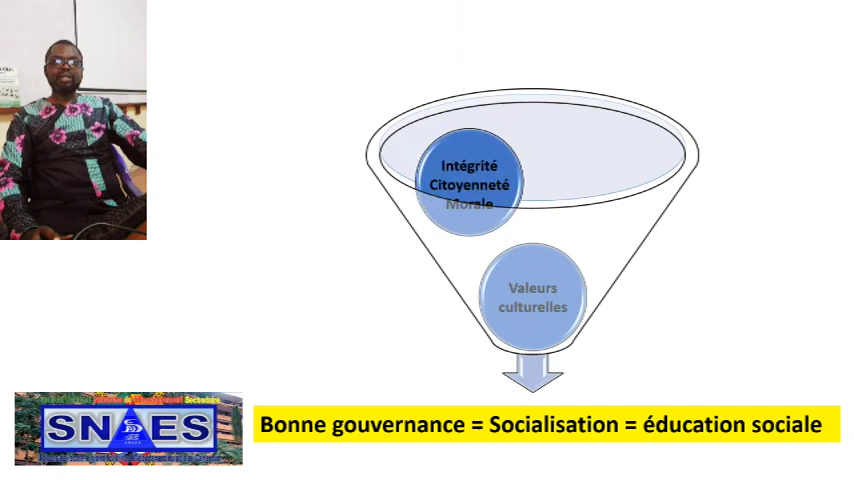 Intégrité
Citoyenneté
Morale
Valeurs
culturelles
Bonne gouvernance = Socialisation = éducation sociale
SNAES